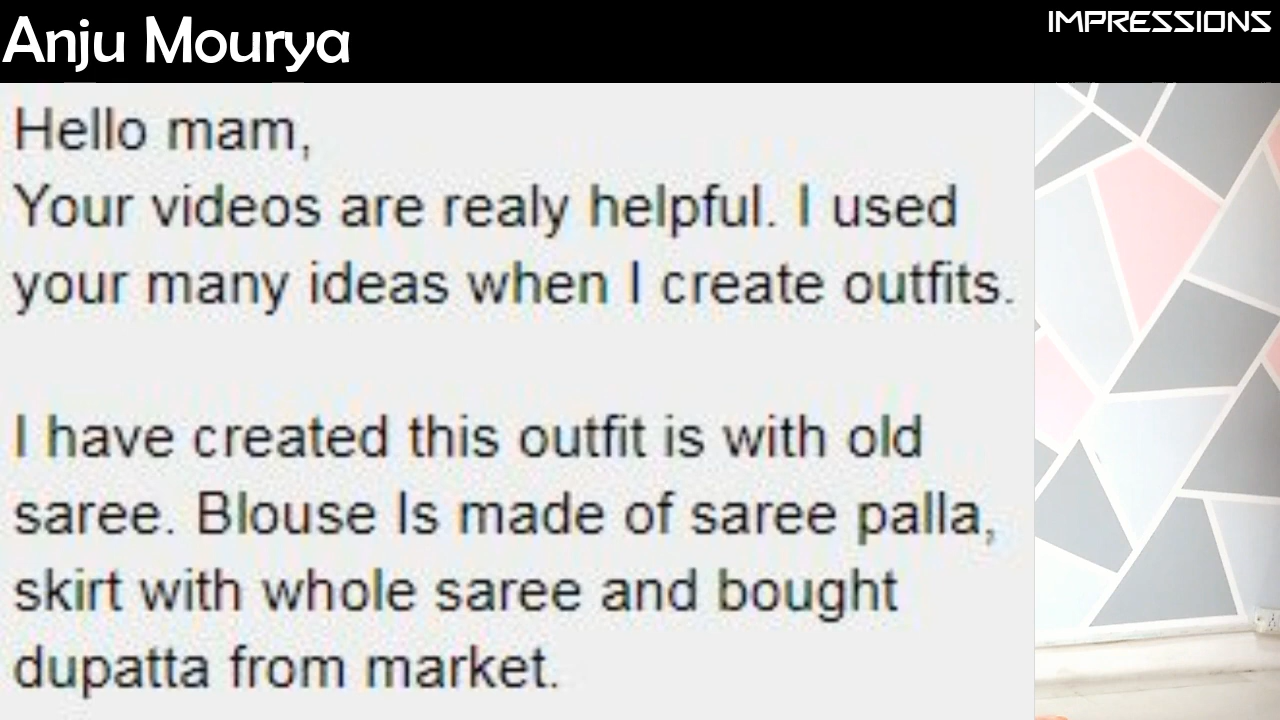 Anju Mourya
IMPRESSIONS
Hello mam,
Your videos are realy helpful. I used
your many ideas when I create outfits.
I have created this outfit is with old
saree. Blouse Is made of saree palla,
skirt with whole saree and bought
dupatta from market.